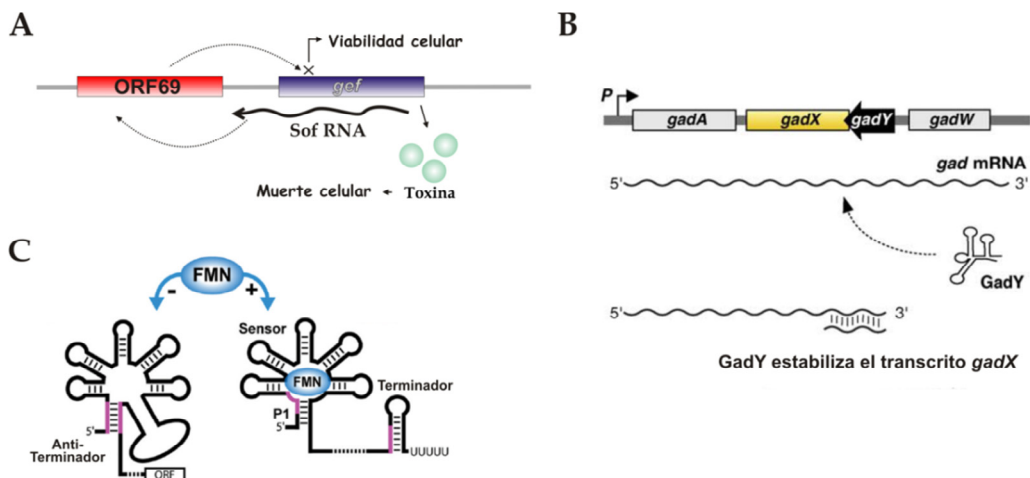 A
Viabilidad celular
ORF69
gef
Sof RNA
Muerte celular
Toxina
B
P
gadA
gadX
gadY
gadW
gad mRNA
5'
3'
GadY
3'
5'
GadY estabiliza el transcrito gadX
C
FMN
-
+
Sensor
FMN
Terminador
P1
5'
5'
Anti-
Terminador
UUUUU
ORF